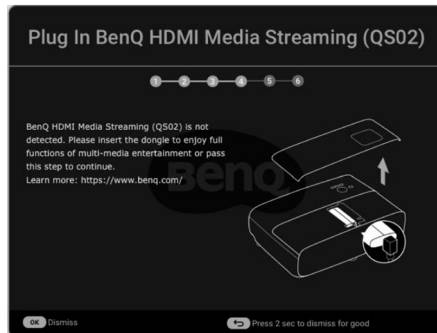 Plug In BenQ HDMI Media Streaming (QS02)
1 2 3 4 5 6
BenQ HDMI Media Streaming (QS02) is not
detected. Please insert the dongle to enjoy full
functions of multi-media entertainment or pass
this step to continue.
Learn more: https://www.benq.com/
BenQ
OK Dismiss
Press 2 sec to dismiss for good